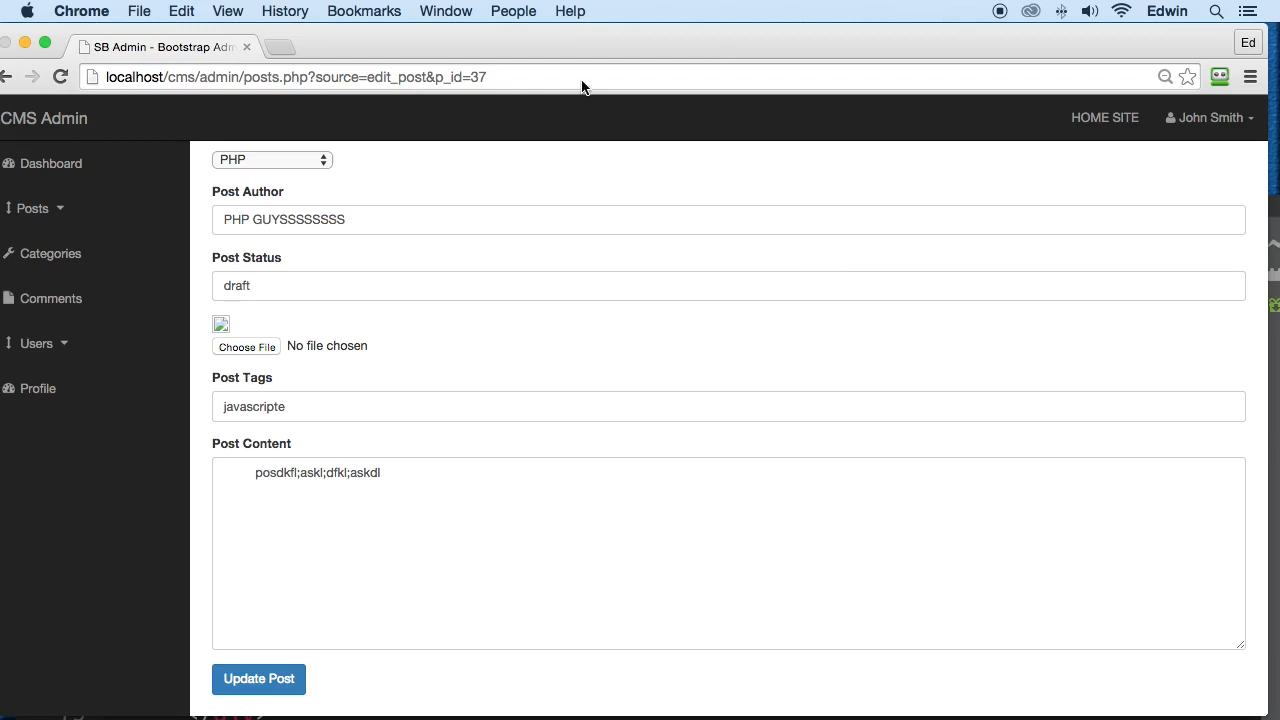 Chrome File Edit View History Bookmarks Window People Help Edwin
SB Admin - Bootstrap Adm Ed
localhost/cms/admin/posts.php?source=edit_post&p_id=37
CMS Admin HOME SITE John Smith
Dashboard
Posts
Categories
Comments
Users
Profile
PHP
Post Author
PHP GUYSSSSSSSS
Post Status
draft
Choose File No file chosen
Post Tags
javascripte
Post Content
posdkfl;askl;dfkl;askdl
Update Post